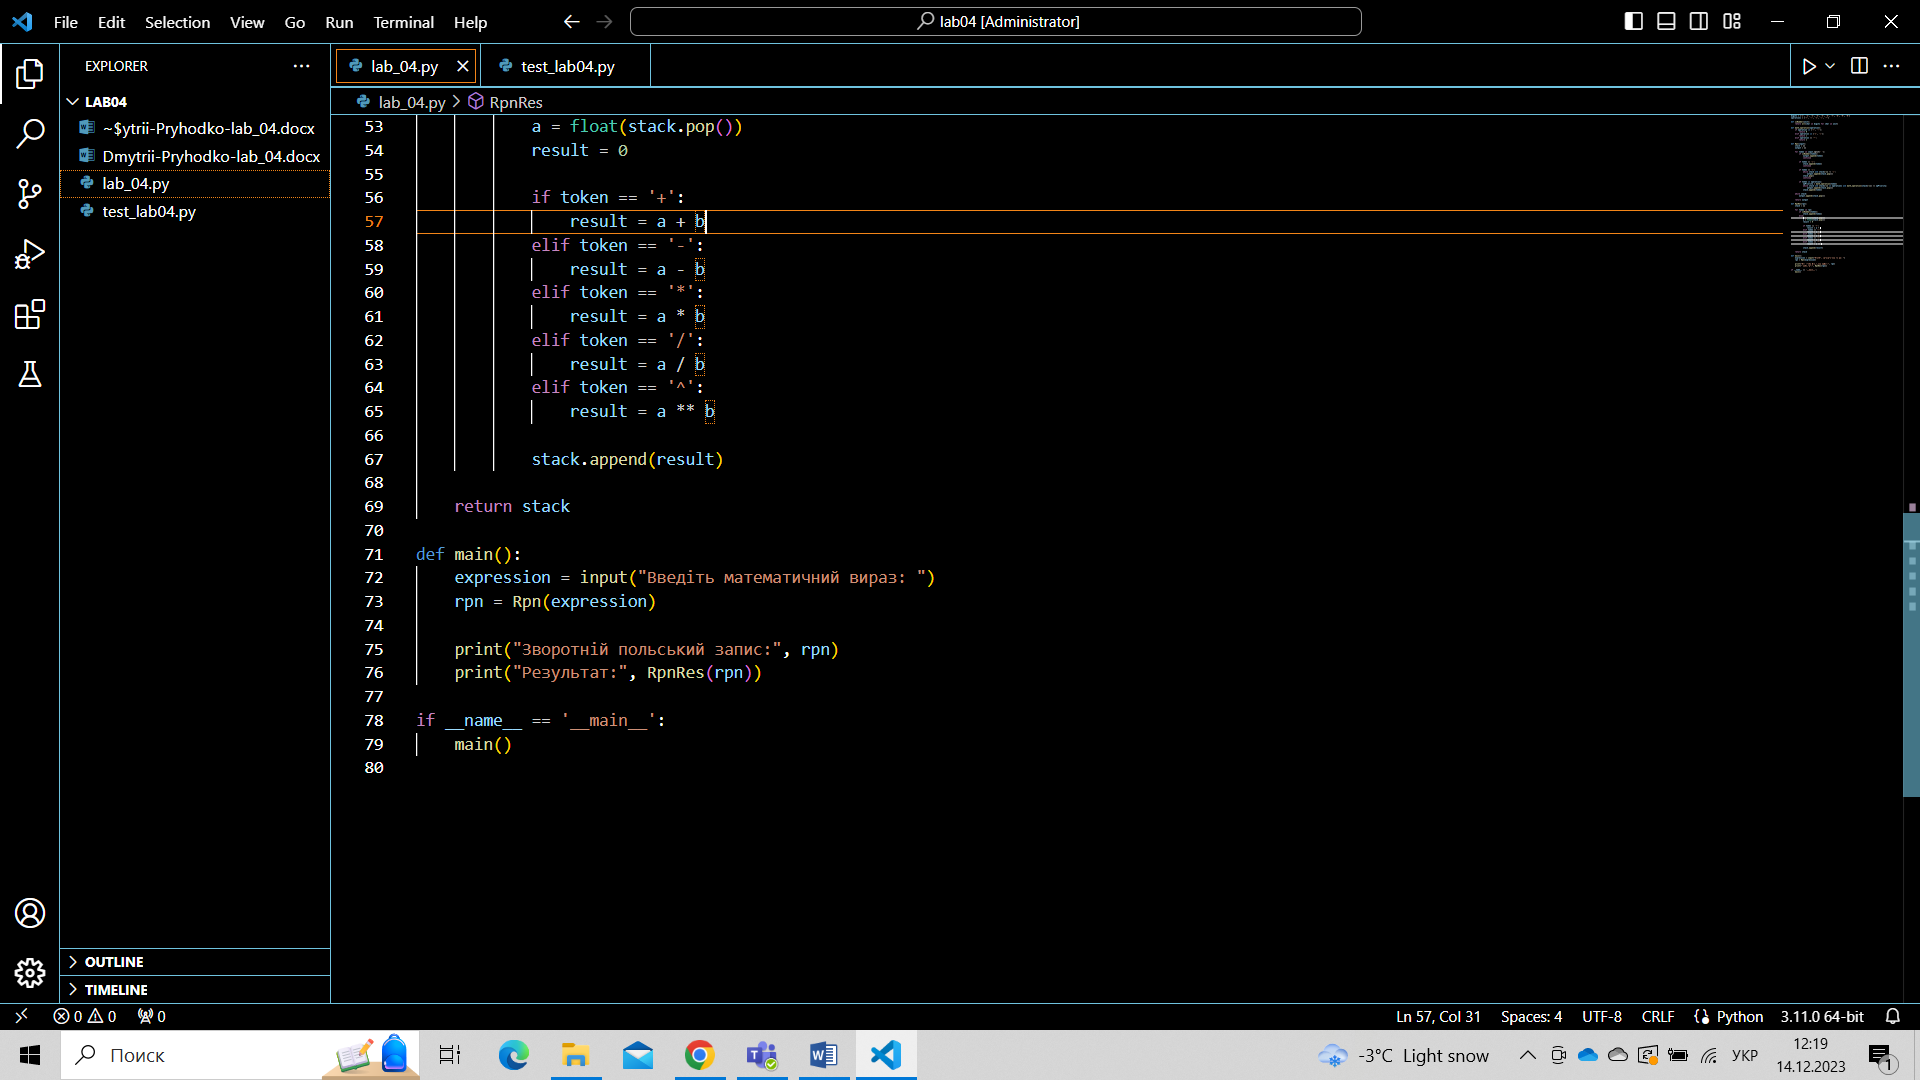 File Edit Selection View Go Run Terminal Help
lab04 [Administrator]
EXPLORER
LAB04
~$ytrii-Pryhodko-lab_04.docx
Dmytrii-Pryhodko-lab_04.docx
lab_04.py
test_lab04.py
OUTLINE
TIMELINE
lab_04.py test_lab04.py
lab_04.py > RpnRes
53 a = float(stack.pop())
54 result = 0
55
56 if token == '+':
57 result = a + b
58 elif token == '-':
59 result = a - b
60 elif token == '*':
61 result = a * b
62 elif token == '/':
63 result = a / b
64 elif token == '^':
65 result = a ** b
66
67 stack.append(result)
68
69 return stack
70
71 def main():
72 expression = input("Введіть математичний вираз: ")
73 rpn = Rpn(expression)
74
75 print("Зворотній польський запис:", rpn)
76 print("Результат:", RpnRes(rpn))
77
78 if __name__ == '__main__':
79 main()
80
0 0 0
Ln 57, Col 31 Spaces: 4 UTF-8 CRLF Python 3.11.0 64-bit
Поиск
-3°C Light snow
УКР
12:19
14.12.2023
1